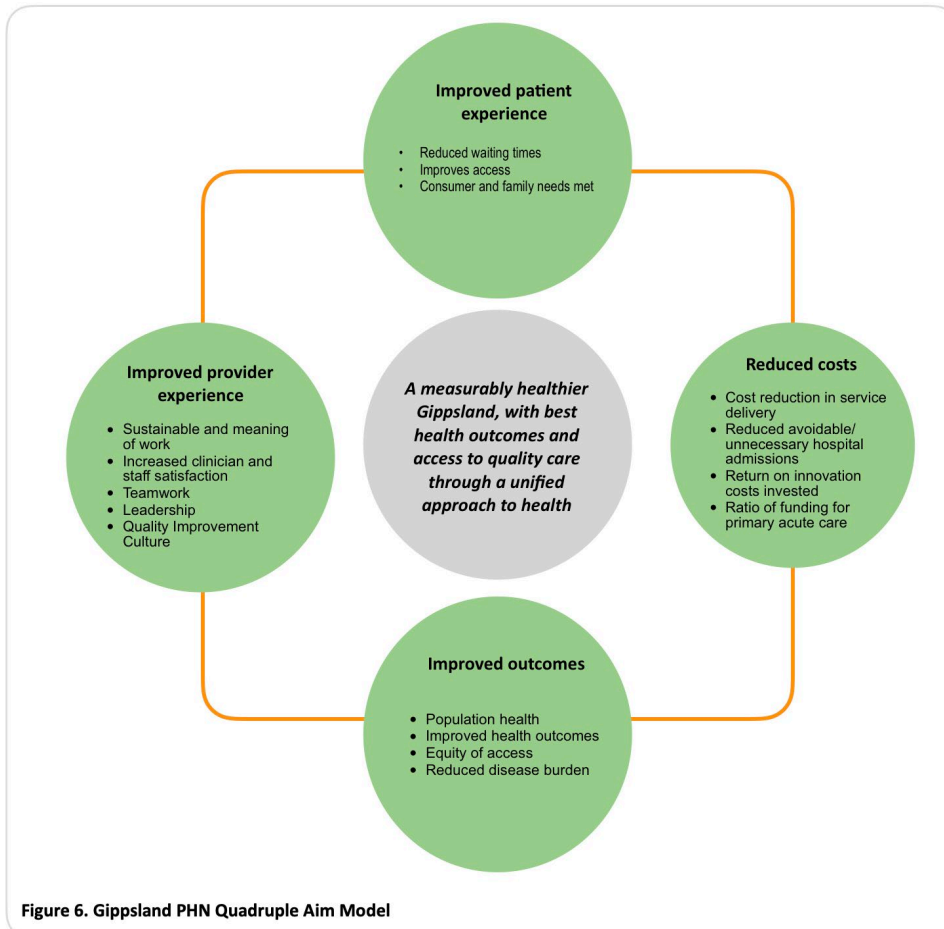 Improved patient
experience
• Reduced waiting times
• Improves access
• Consumer and family needs met
Improved provider
experience
• Sustainable and meaning
of work
• Increased clinician and
staff satisfaction
• Teamwork
• Leadership
• Quality Improvement
Culture
A measurably healthier
Gippsland, with best
health outcomes and
access to quality care
through a unified
approach to health
Reduced costs
• Cost reduction in service
delivery
• Reduced avoidable/
unnecessary hospital
admissions
• Return on innovation
costs invested
• Ratio of funding for
primary acute care
Improved outcomes
• Population health
• Improved health outcomes
• Equity of access
• Reduced disease burden
Figure 6. Gippsland PHN Quadruple Aim Model